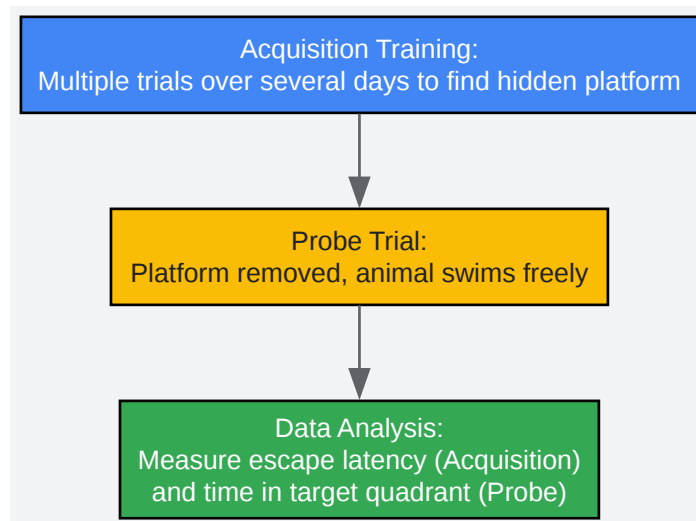 Acquisition Training:
Multiple trials over several days to find hidden platform
Probe Trial:
Platform removed, animal swims freely
Data Analysis:
Measure escape latency (Acquisition)
and time in target quadrant (Probe)